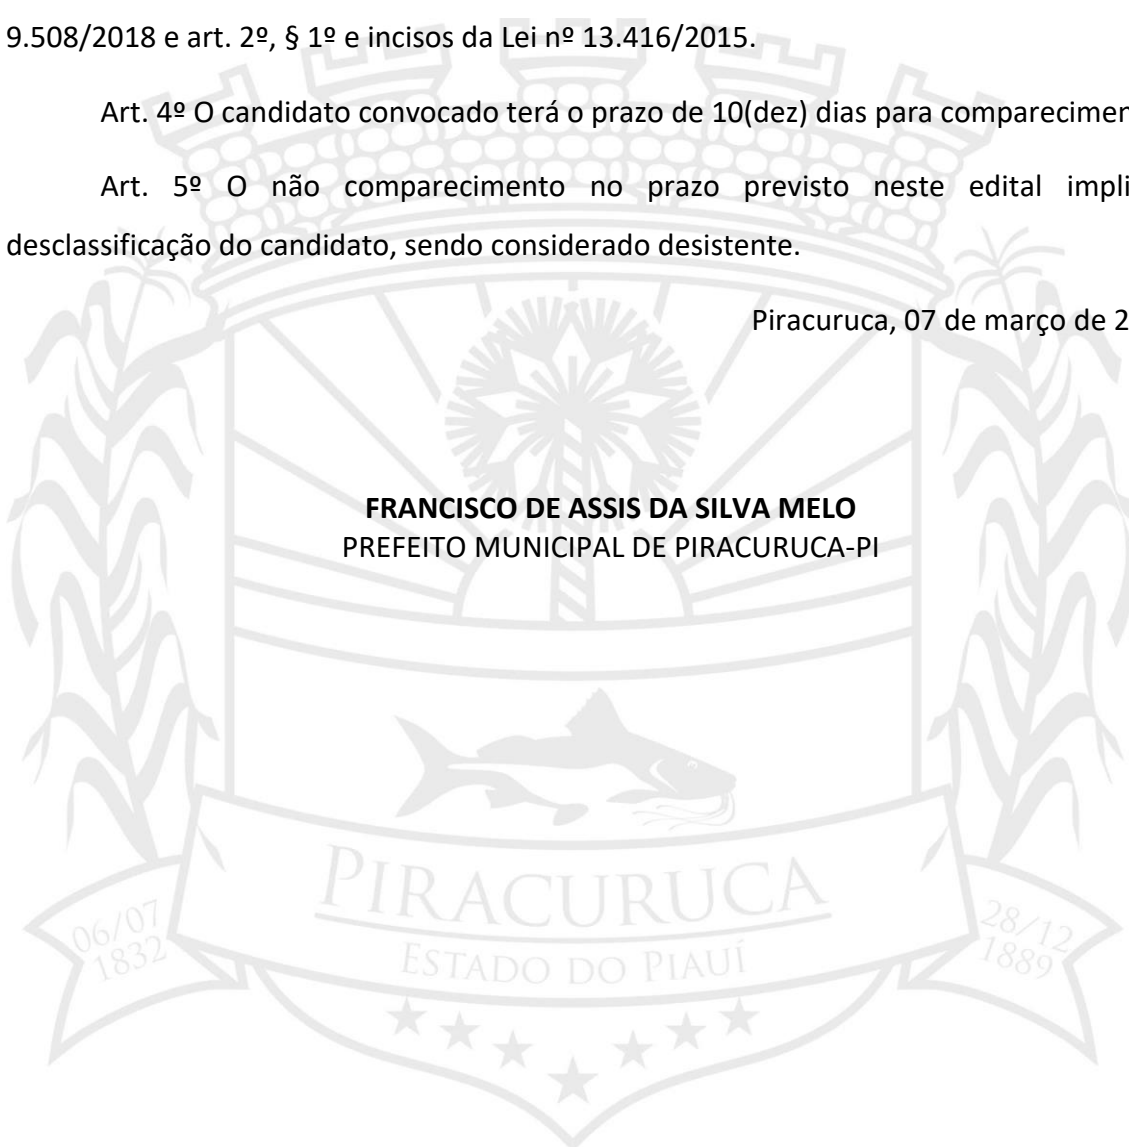 9.508/2018 e art. 2º, § 1º e incisos da Lei nº 13.416/2015.
Art. 4º O candidato convocado terá o prazo de 10(dez) dias para comparecimen
Art. 5º O não comparecimento no prazo previsto neste edital impli
desclassificação do candidato, sendo considerado desistente.
Piracuruca, 07 de março de 2
FRANCISCO DE ASSIS DA SILVA MELO
PREFEITO MUNICIPAL DE PIRACURUCA-PI
PIRACURUCA
06/07
1832
28/12
1889
ESTADO DO PIAUÍ